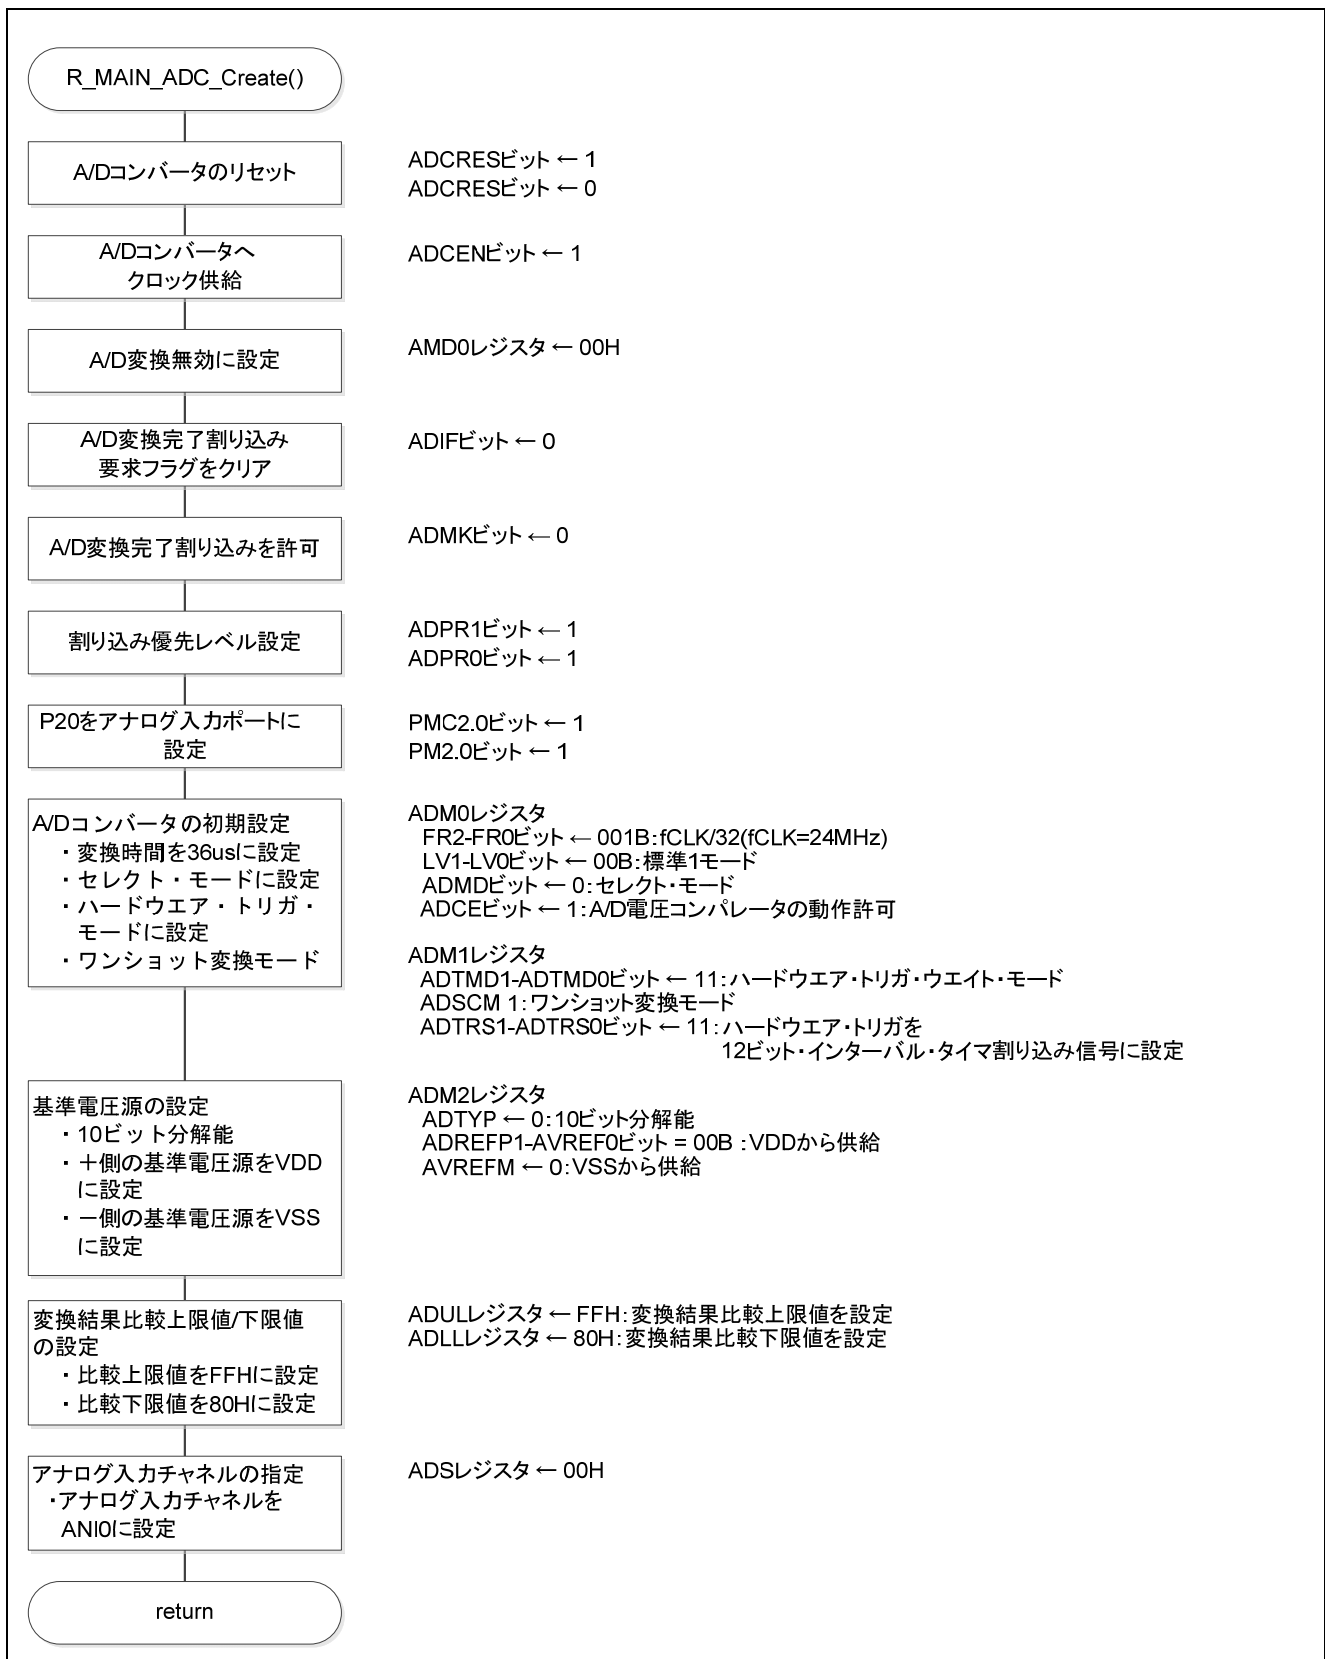 R_MAIN_ADC_Create()
A/Dコンバータのリセット
ADCRESビット ← 1
ADCRESビット ← 0
A/Dコンバータへ
クロック供給
ADCENビット ← 1
A/D変換無効に設定
AMD0レジスタ ← 00H
A/D変換完了割り込み
要求フラグをクリア
ADIFビット ← 0
A/D変換完了割り込みを許可
ADMKビット ← 0
割り込み優先レベル設定
ADPR1ビット ← 1
ADPR0ビット ← 1
P20をアナログ入力ポートに
設定
PMC2.0ビット ← 1
PM2.0ビット ← 1
A/Dコンバータの初期設定
・変換時間を36usに設定
・セレクト・モードに設定
・ハードウエア・トリガ・
モードに設定
・ワンショット変換モード
ADM0レジスタ
FR2-FR0ビット ← 001B:fCLK/32(fCLK=24MHz)
LV1-LV0ビット ← 00B:標準1モード
ADMDビット ← 0:セレクト・モード
ADCEビット ← 1:A/D電圧コンパレータの動作許可
ADM1レジスタ
ADTMD1-ADTMD0ビット ← 11:ハードウエア・トリガ・ウエイト・モード
ADSCM 1:ワンショット変換モード
ADTRS1-ADTRS0ビット ← 11:ハードウエア・トリガを
12ビット・インターバル・タイマ割り込み信号に設定
基準電圧源の設定
・10ビット分解能
・＋側の基準電圧源をVDD
に設定
・－側の基準電圧源をVSS
に設定
ADM2レジスタ
ADTYP ← 0:10ビット分解能
ADREFP1-AVREF0ビット = 00B :VDDから供給
AVREFM ← 0:VSSから供給
変換結果比較上限値/下限値
の設定
・比較上限値をFFHに設定
・比較下限値を80Hに設定
ADULレジスタ ← FFH:変換結果比較上限値を設定
ADLLレジスタ ← 80H:変換結果比較下限値を設定
アナログ入力チャネルの指定
・アナログ入力チャネルを
ANI0に設定
ADSレジスタ ← 00H
return